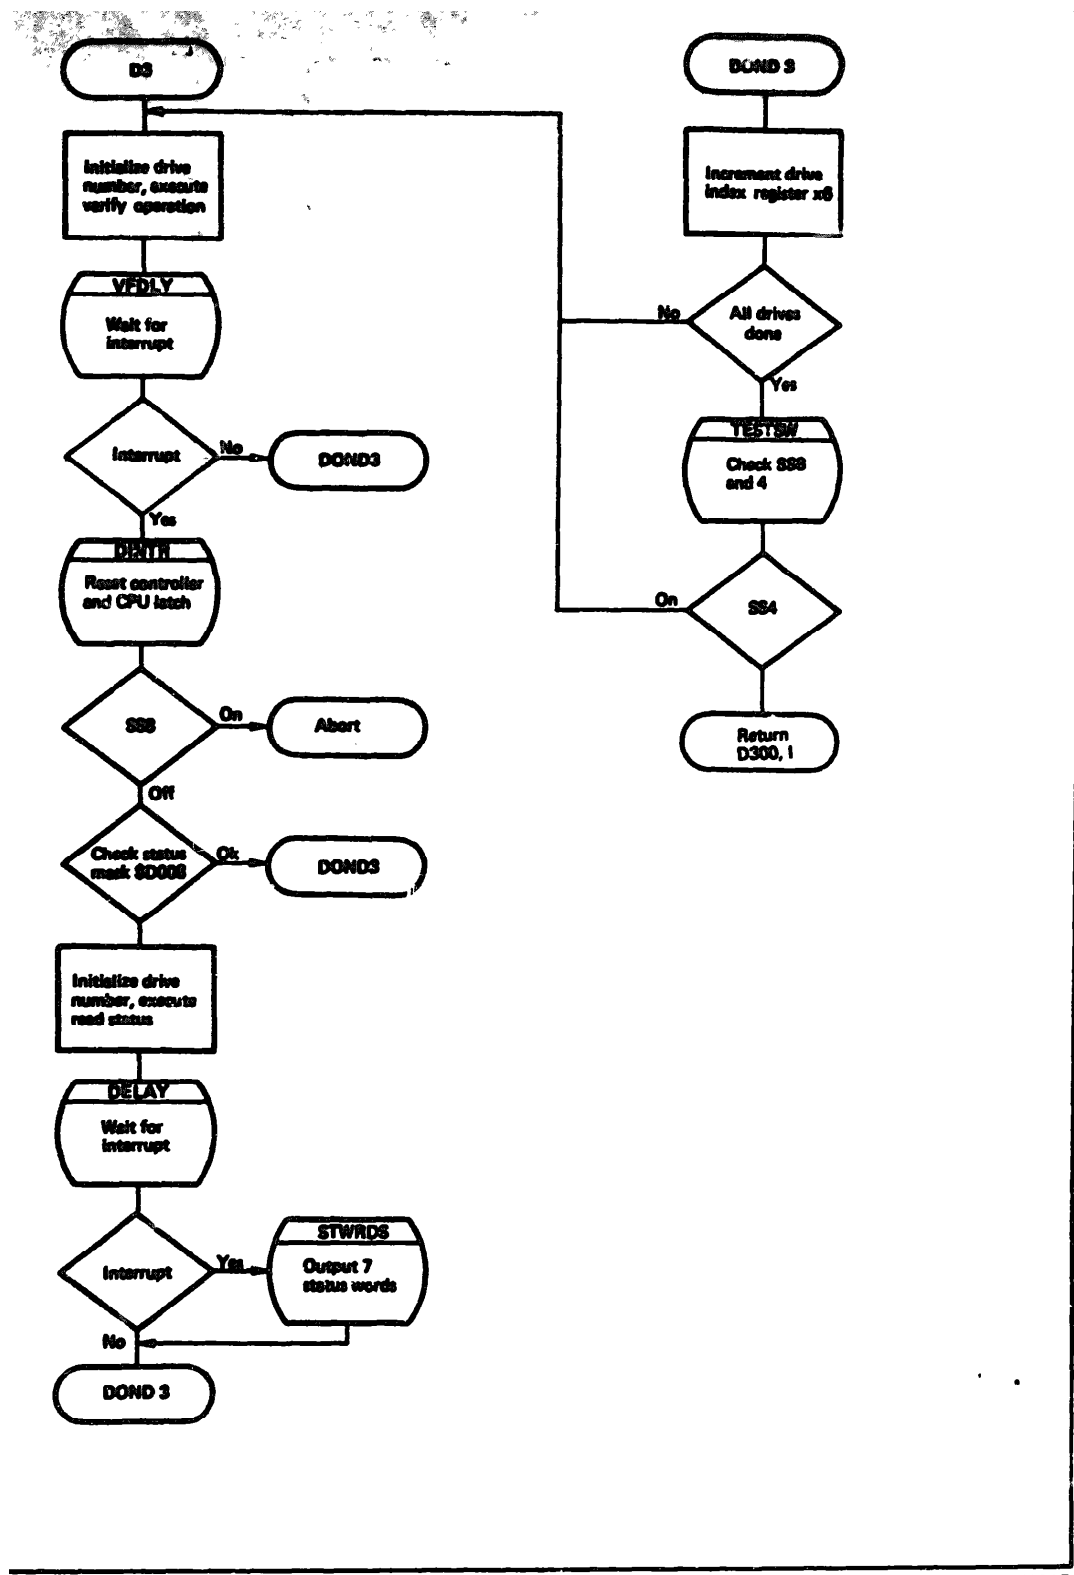 D3
Initialize drive
number, execute
verify operation
VFDLY
Wait for
interrupt
Interrupt
No
DOND3
Yes
DINTR
Reset controller
and CPU latch
SS8
On
Abort
Off
Check status
mask
Ok
DOND3
Initialize drive
number, execute
read status
DELAY
Wait for
interrupt
Interrupt
Yes
STWRDS
Output 7
status words
No
DOND 3
DOND 3
Increment drive
index register x6
No
All drives
done
Yes
TESTSW
Check SS8
and 4
On
SS4
Return
D300, I